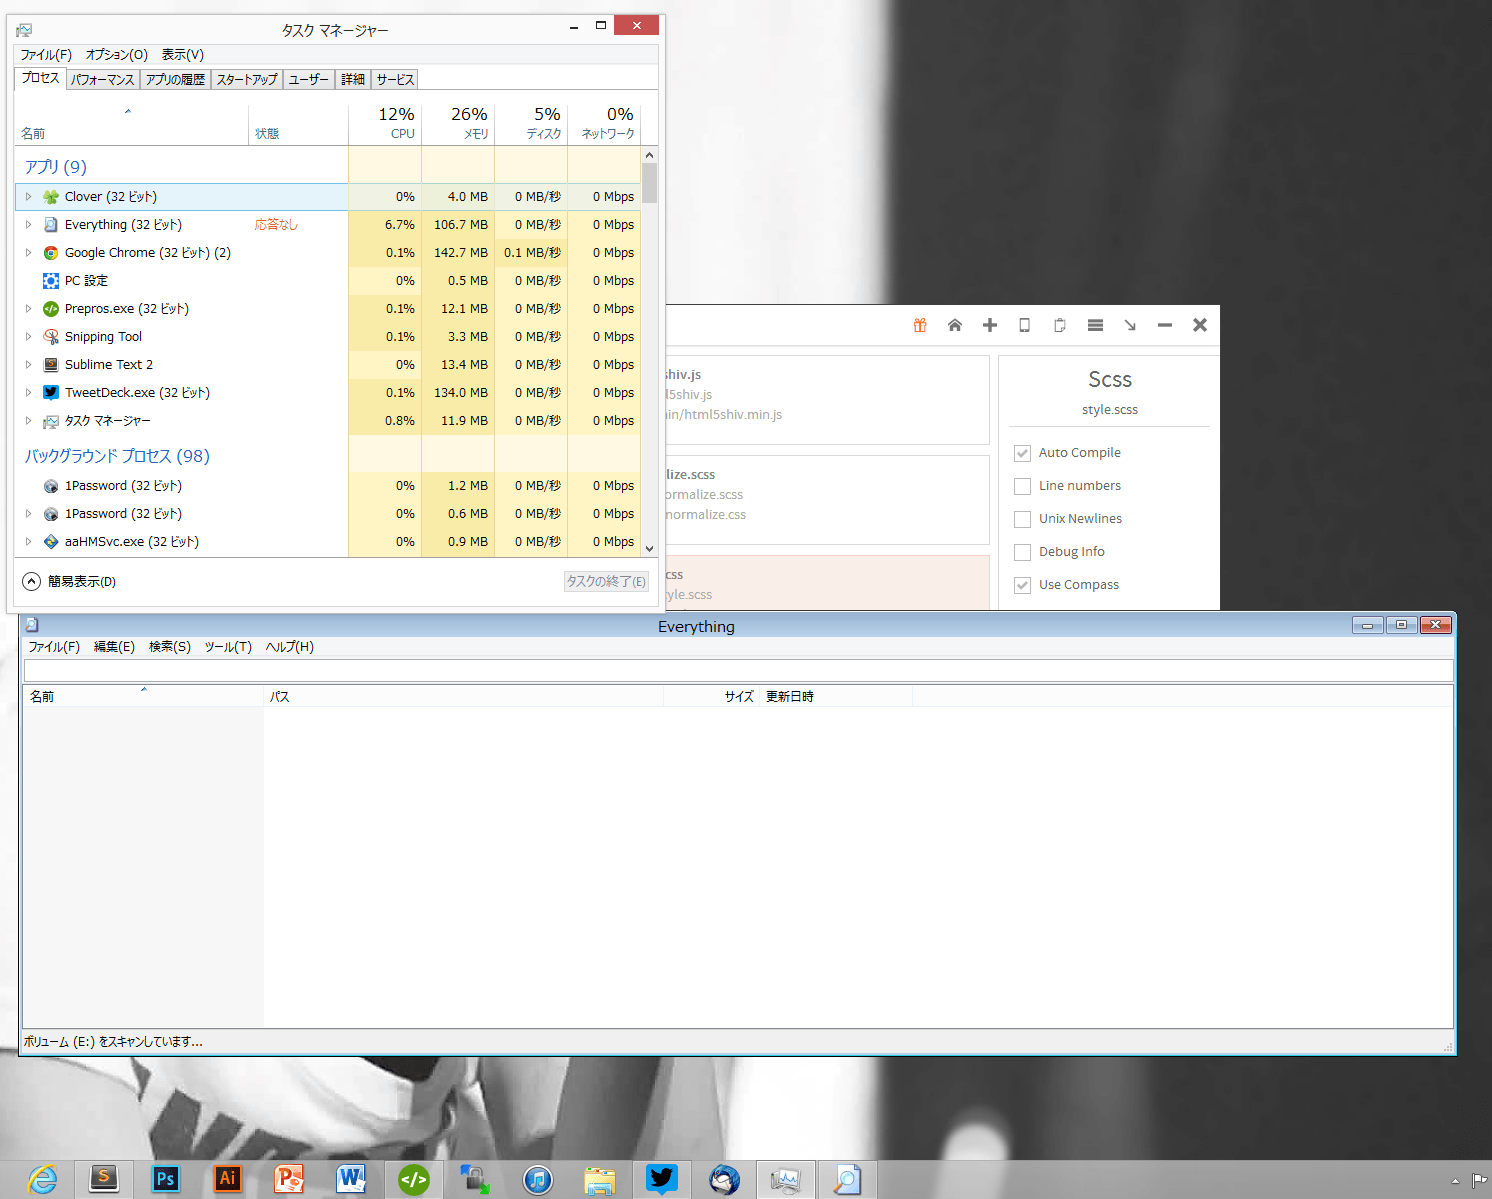 タスク マネージャー
ファイル(F) オプション(O) 表示(V)
プロセス パフォーマンス アプリの履歴 スタートアップ ユーザー 詳細 サービス
12% 26% 5% 0%
名前 状態 CPU メモリ ディスク ネットワーク
アプリ (9)
Clover (32 ビット) 0% 4.0 MB 0 MB/秒 0 Mbps
Everything (32 ビット) 応答なし 6.7% 106.7 MB 0 MB/秒 0 Mbps
Google Chrome (32 ビット) (2) 0.1% 142.7 MB 0.1 MB/秒 0 Mbps
PC 設定 0% 0.5 MB 0 MB/秒 0 Mbps
Prepros.exe (32 ビット) 0.1% 12.1 MB 0 MB/秒 0 Mbps
Snipping Tool 0.1% 3.3 MB 0 MB/秒 0 Mbps
Sublime Text 2 0% 13.4 MB 0 MB/秒 0 Mbps
TweetDeck.exe (32 ビット) 0.1% 134.0 MB 0 MB/秒 0 Mbps
タスク マネージャー 0.8% 11.9 MB 0 MB/秒 0 Mbps
バックグラウンド プロセス (98)
1Password (32 ビット) 0% 1.2 MB 0 MB/秒 0 Mbps
1Password (32 ビット) 0% 0.6 MB 0 MB/秒 0 Mbps
aaHMSvc.exe (32 ビット) 0% 0.9 MB 0 MB/秒 0 Mbps
簡易表示(D) タスクの終了(E)
shiv.js
l5shiv.js
in/html5shiv.min.js
lize.scss
ormalize.scss
normalize.css
css
yle.scss
Scss
style.scss
Auto Compile
Line numbers
Unix Newlines
Debug Info
Use Compass
Everything
ファイル(F) 編集(E) 検索(S) ツール(T) ヘルプ(H)
名前 パス サイズ 更新日時
ボリューム (E:) をスキャンしています...
S Ps Ai P W </>